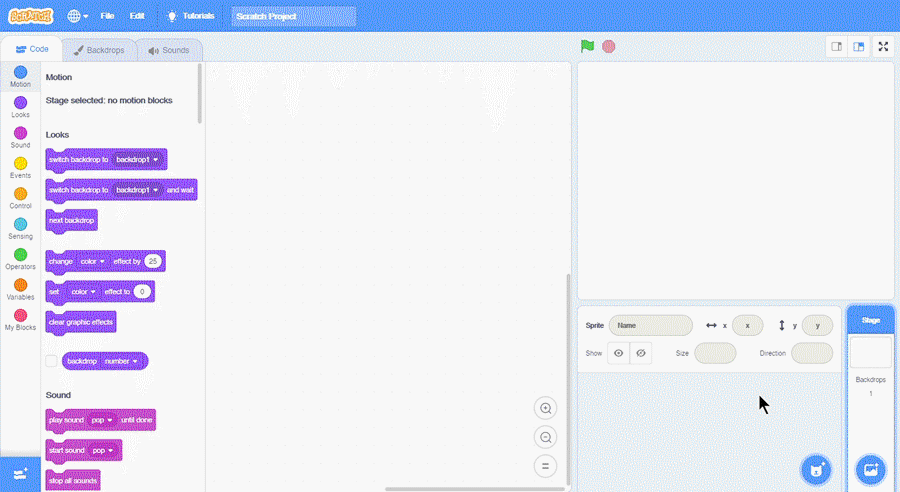 SCRATCH
File Edit Tutorials Scratch Project
Code Backdrops Sounds
Motion
Looks
Sound
Events
Control
Sensing
Operators
Variables
My Blocks
Motion
Stage selected: no motion blocks
Looks
switch backdrop to backdrop1
switch backdrop to backdrop1 and wait
next backdrop
change color effect by 25
set color effect to 0
clear graphic effects
backdrop number
Sound
play sound pop until done
start sound pop
stop all sounds
Sprite Name x x y y
Show Size Direction
Stage
Backdrops
1